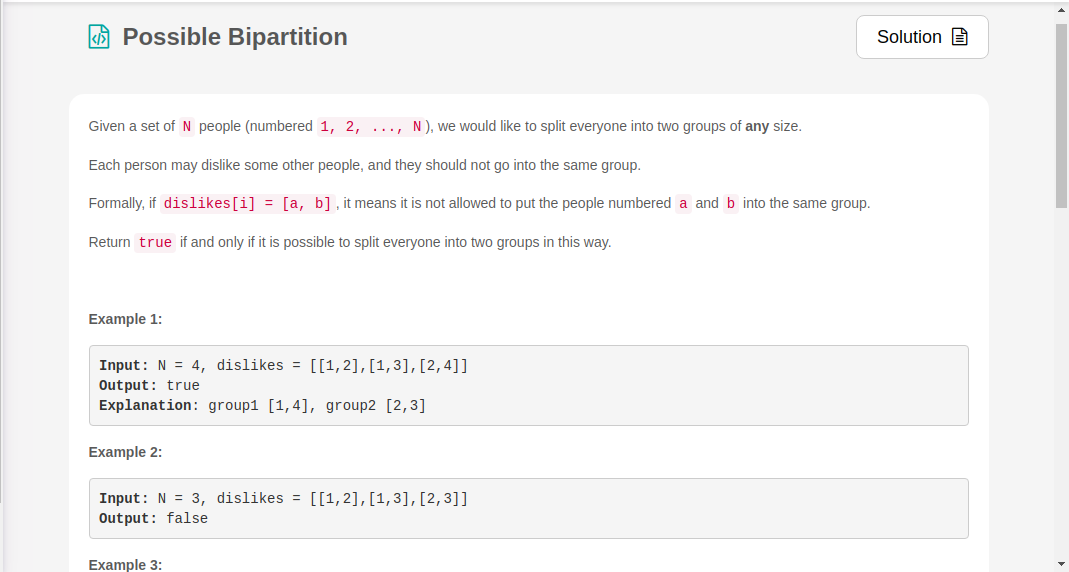 Possible Bipartition
Solution
Given a set of N people (numbered 1, 2, ..., N), we would like to split everyone into two groups of any size.
Each person may dislike some other people, and they should not go into the same group.
Formally, if dislikes[i] = [a, b], it means it is not allowed to put the people numbered a and b into the same group.
Return true if and only if it is possible to split everyone into two groups in this way.
Example 1:
Input: N = 4, dislikes = [[1,2],[1,3],[2,4]]
Output: true
Explanation: group1 [1,4], group2 [2,3]
Example 2:
Input: N = 3, dislikes = [[1,2],[1,3],[2,3]]
Output: false
Example 3: